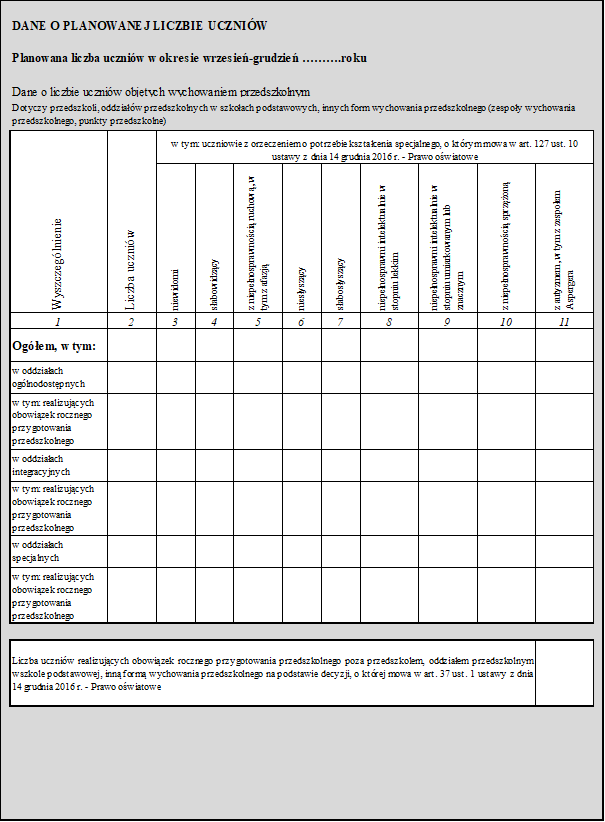 DANE O PLANOWANEJ LICZBIE UCZNIÓW
Planowana liczba uczniów w okresie wrzesień-grudzień ……….roku
Dane o liczbie uczniów objętych wychowaniem przedszkolnym
Dotyczy przedszkoli, oddziałów przedszkolnych w szkołach podstawowych, innych form wychowania przedszkolnego (zespoły wychowania
przedszkolnego, punkty przedszkolne)
w tym: uczniowie z orzeczeniem o potrzebie kształcenia specjalnego, o którym mowa w art. 127 ust. 10
ustawy z dnia 14 grudnia 2016 r. - Prawo oświatowe
Wyszczególnienie
Liczba uczniów
niewidomi
słabowidzący
z niepełnosprawnością ruchową, w
tym z afazją
niesłyszący
słabosłyszący
niepełnosprawni intelektualnie w
stopniu lekkim
niepełnosprawni intelektualnie w
stopniu umiarkowanym lub
znacznym
z niepełnosprawnością sprzężoną
z autyzmem, w tym z zespołem
Aspergera
1 2 3 4 5 6 7 8 9 10 11
Ogółem, w tym:
w oddziałach
ogólnodostępnych
w tym: realizujących
obowiązek rocznego
przygotowania
przedszkolnego
w oddziałach
integracyjnych
w tym: realizujących
obowiązek rocznego
przygotowania
przedszkolnego
w oddziałach
specjalnych
w tym: realizujących
obowiązek rocznego
przygotowania
przedszkolnego
Liczba uczniów realizujących obowiązek rocznego przygotowania przedszkolnego poza przedszkolem, oddziałem przedszkolnym
w szkole podstawowej, inną formą wychowania przedszkolnego na podstawie decyzji, o której mowa w art. 37 ust. 1 ustawy z dnia
14 grudnia 2016 r. - Prawo oświatowe